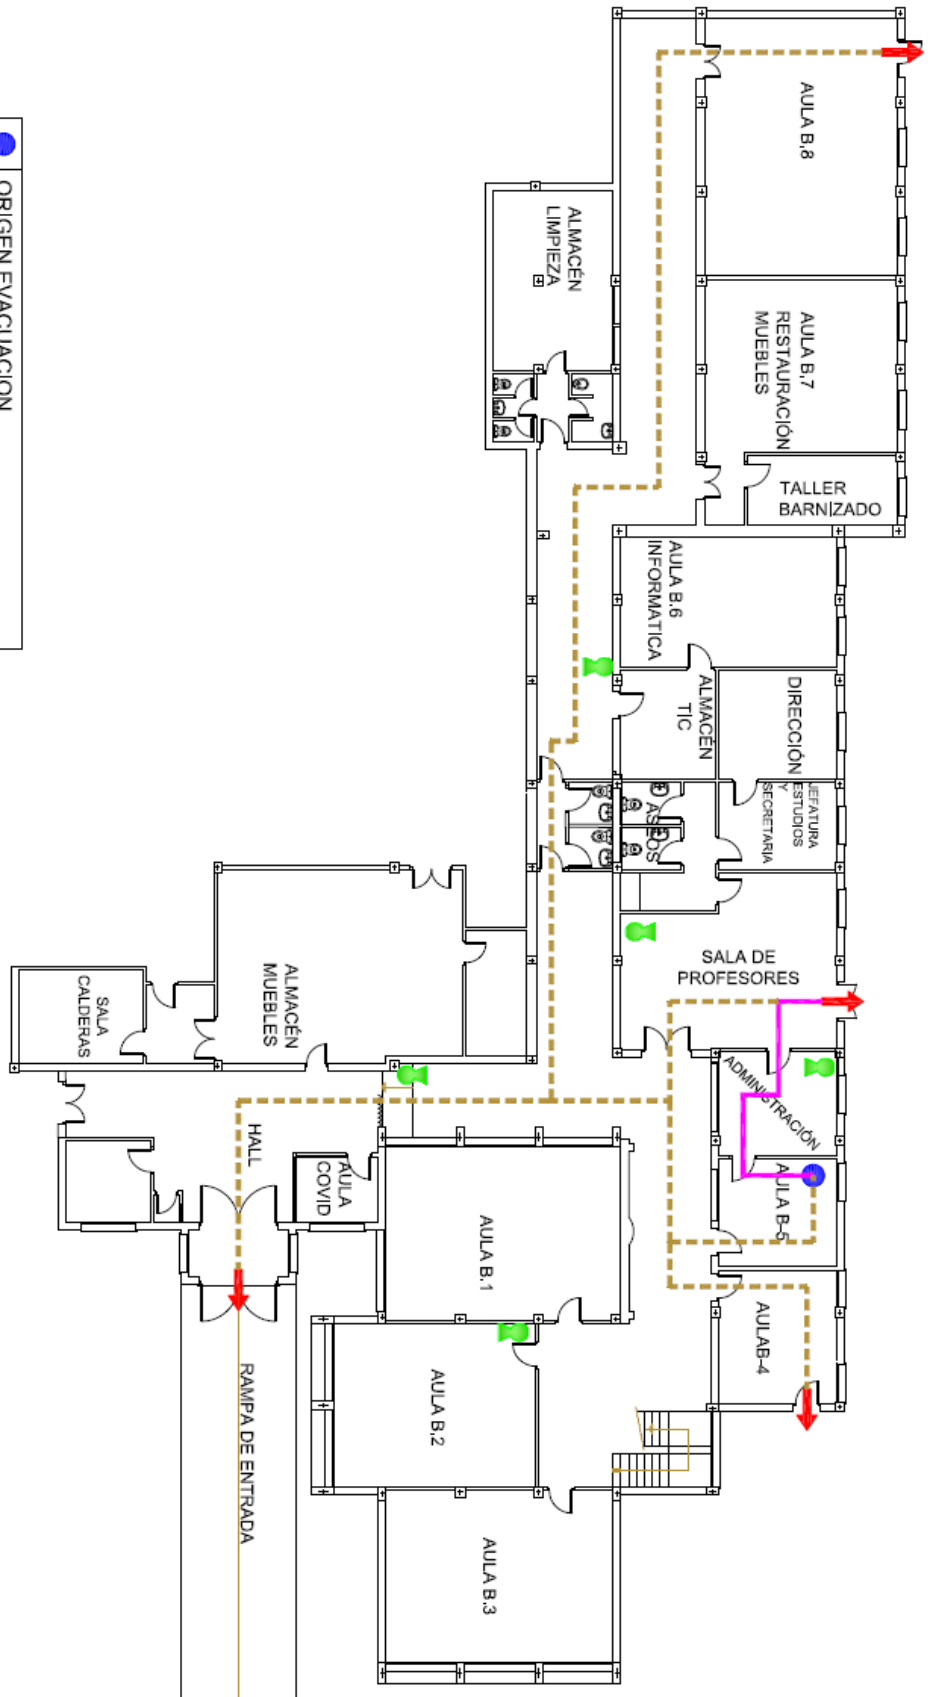 ORIGEN EVACUACION
AULA B,8
ALMACÉN
LIMPIEZA
AULA B,7
RESTAURACIÓN
MUEBLES
TALLER
BARNIZADO
AULA B.6
INFORMATICA
ALMACÉN
TIC
DIRECCIÓN
JEFATURA
ESTUDIOS
Y
SECRETARIA
ASEOS
SALA DE
PROFESORES
ALMACÉN
MUEBLES
SALA
CALDERAS
ADMINISTRACIÓN
HALL
AULA
COVID
AULA B-5
AULA B.1
AULAB-4
AULA B,2
RAMPA DE ENTRADA
AULA B.3